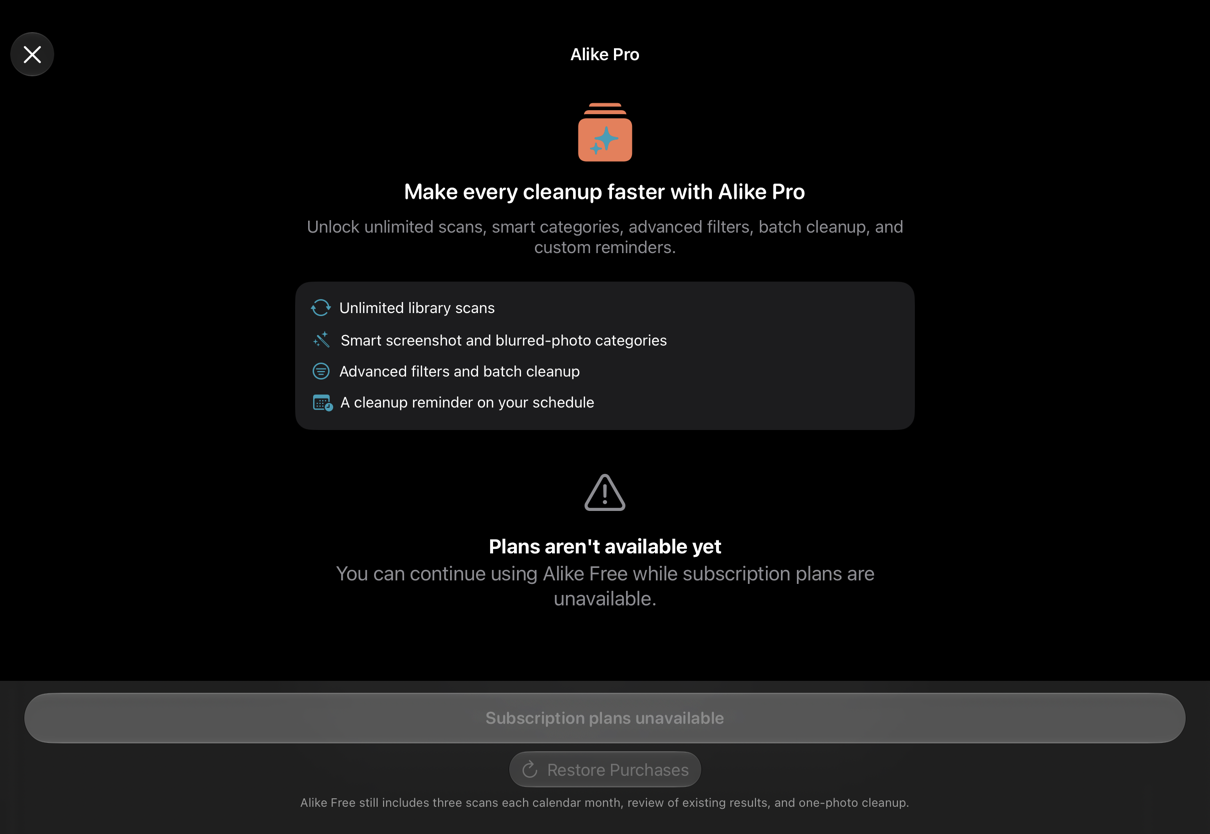 Alike Pro
Make every cleanup faster with Alike Pro
Unlock unlimited scans, smart categories, advanced filters, batch cleanup, and
custom reminders.
Unlimited library scans
Smart screenshot and blurred-photo categories
Advanced filters and batch cleanup
A cleanup reminder on your schedule
Plans aren't available yet
You can continue using Alike Free while subscription plans are
unavailable.
Subscription plans unavailable
Restore Purchases
Alike Free still includes three scans each calendar month, review of existing results, and one-photo cleanup.